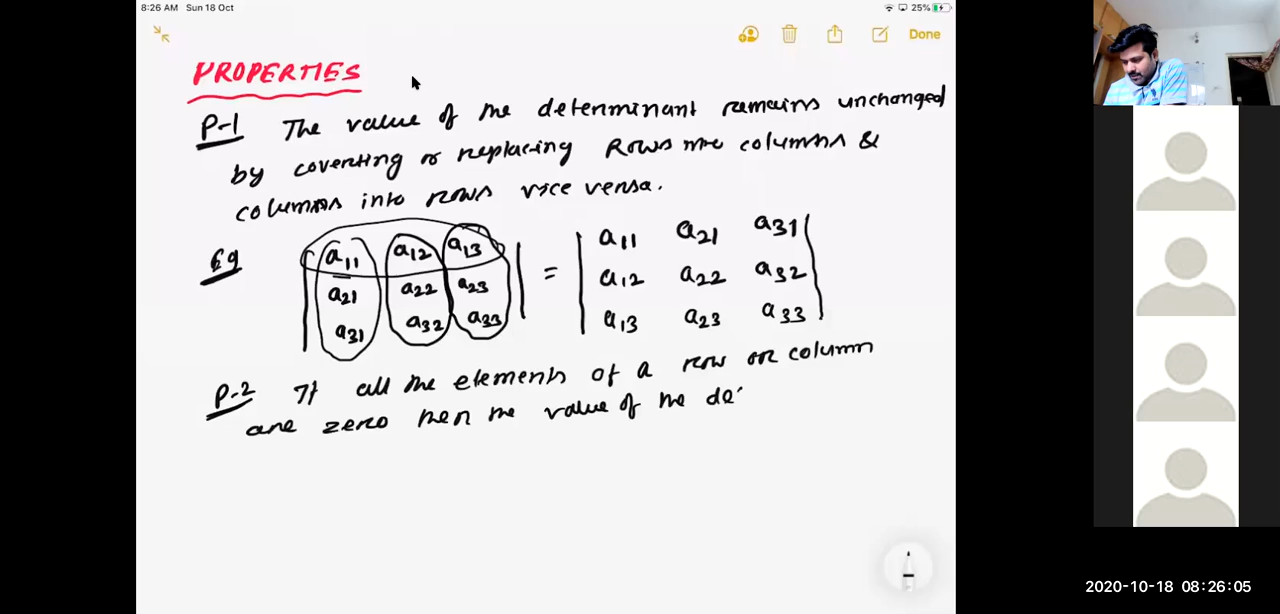 8:26 AM Sun 18 Oct 25%
Done
PROPERTIES
P-1 The value of the determinant remains unchanged
by coverting or replacing Rows into columns &
columns into rows vice versa.
Eg
| a11 a12 a13 | = | a11 a21 a31 |
| a21 a22 a23 | | a12 a22 a32 |
| a31 a32 a33 | | a13 a23 a33 |
P-2 If all the elements of a row or column
are zero then the value of the de
2020-10-18 08:26:05